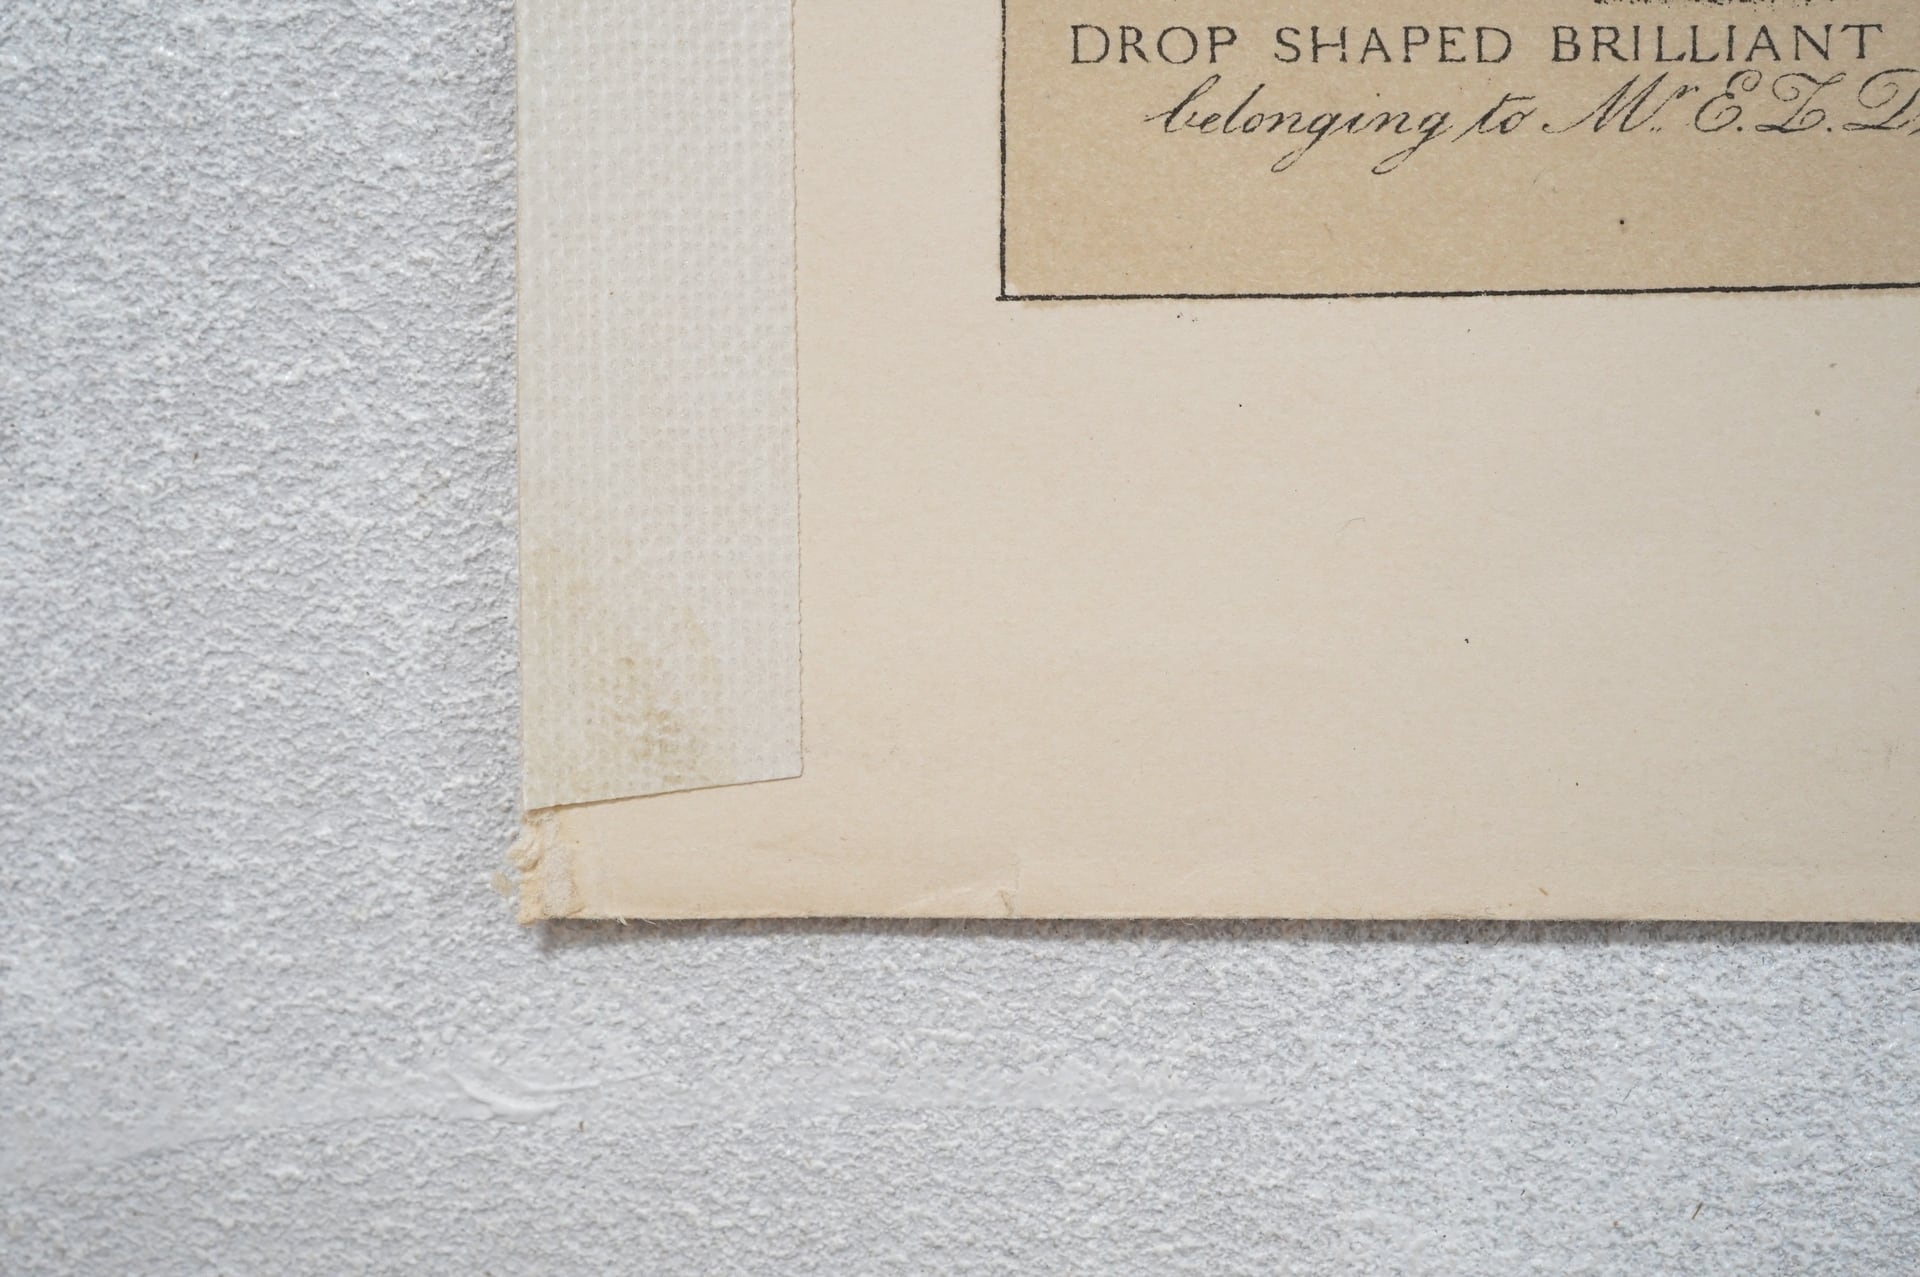 DROP SHAPED BRILLIANT
belonging to Mr. E. Z. D